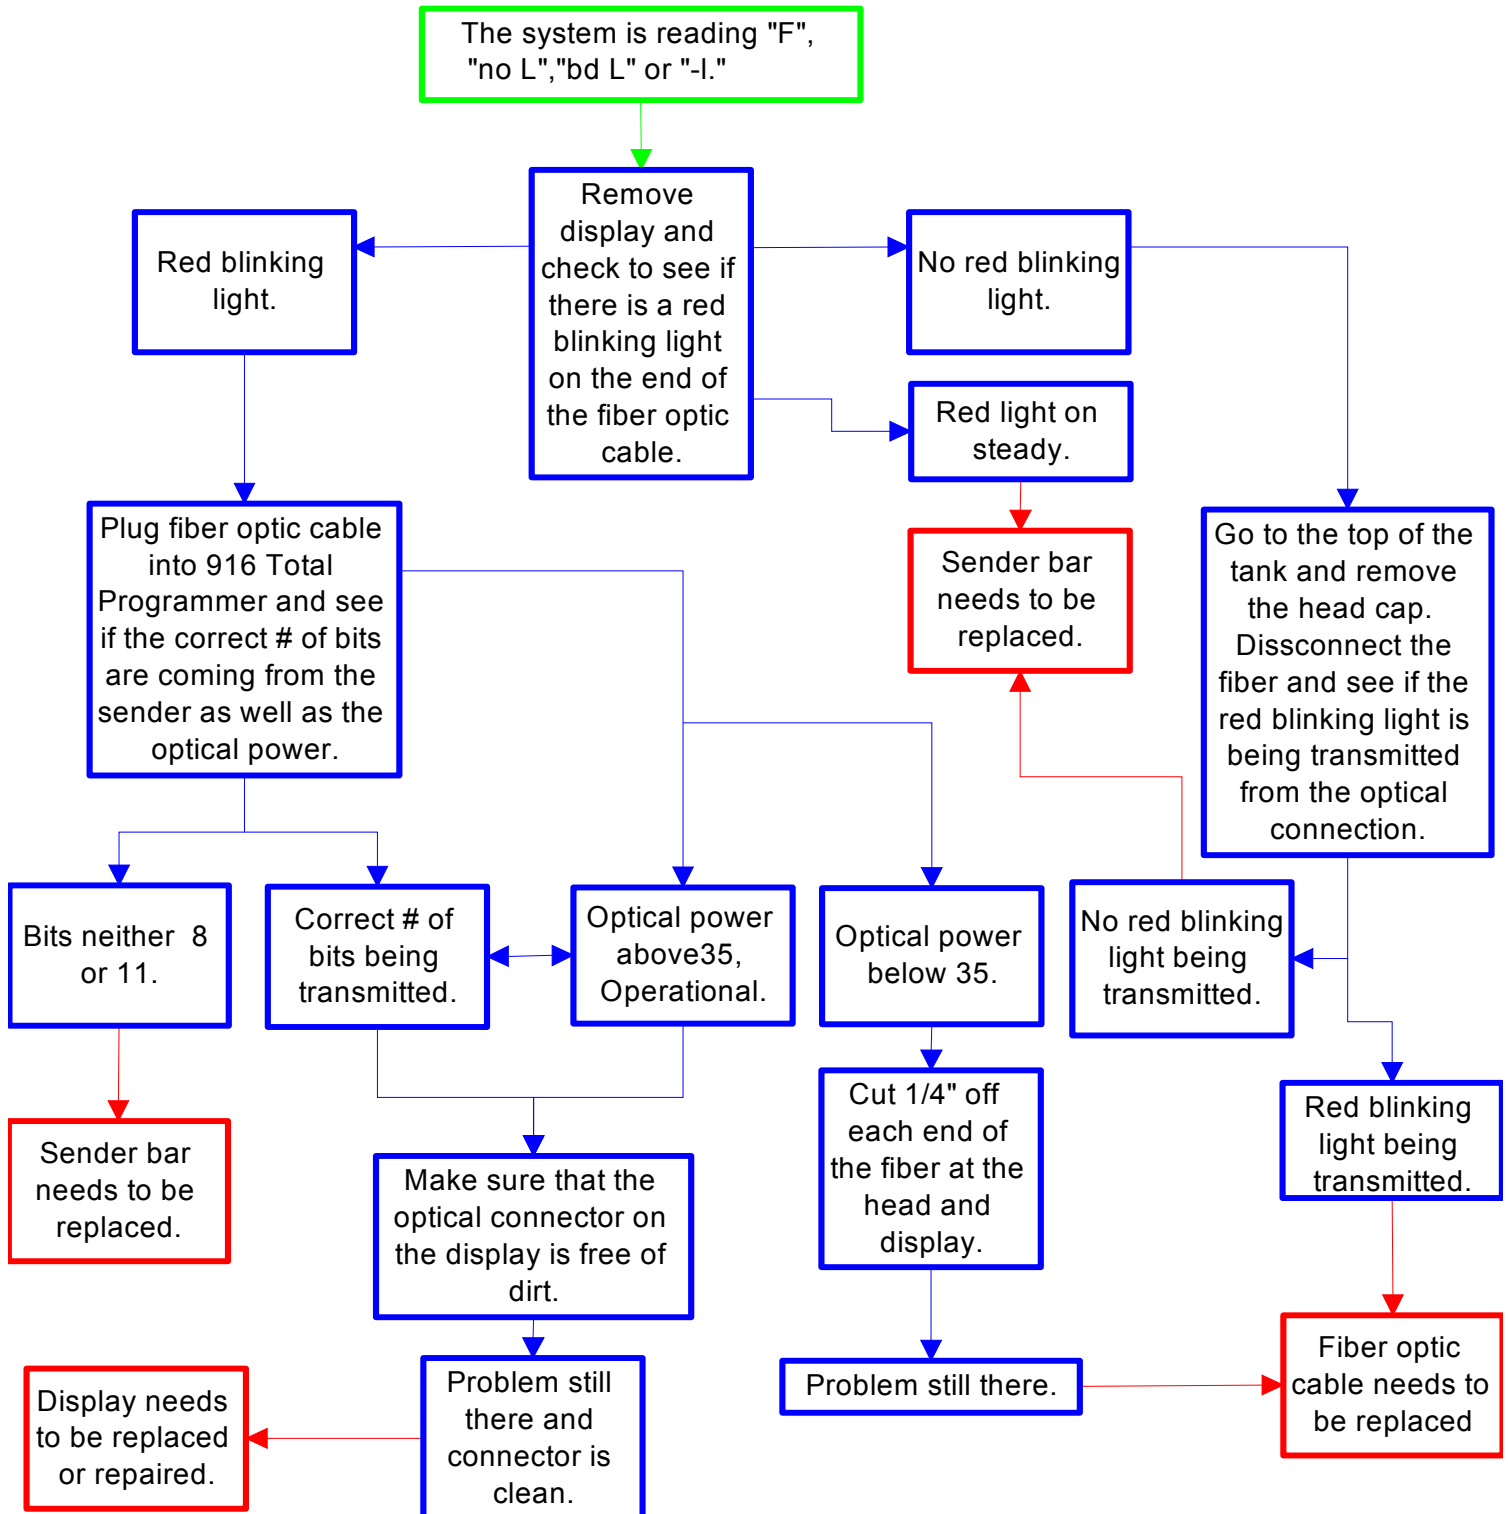 The system is reading "F",
"no L","bd L" or "-l."
Remove
display and
check to see if
there is a red
blinking light
on the end of
the fiber optic
cable.
Red blinking
light.
No red blinking
light.
Red light on
steady.
Sender bar
needs to be
replaced.
Plug fiber optic cable
into 916 Total
Programmer and see
if the correct # of bits
are coming from the
sender as well as the
optical power.
Go to the top of the
tank and remove
the head cap.
Dissconnect the
fiber and see if the
red blinking light is
being transmitted
from the optical
connection.
Bits neither 8
or 11.
Correct # of
bits being
transmitted.
Optical power
above35,
Operational.
Optical power
below 35.
No red blinking
light being
transmitted.
Sender bar
needs to be
replaced.
Make sure that the
optical connector on
the display is free of
dirt.
Cut 1/4" off
each end of
the fiber at the
head and
display.
Red blinking
light being
transmitted.
Display needs
to be replaced
or repaired.
Problem still
there and
connector is
clean.
Problem still there.
Fiber optic
cable needs to
be replaced